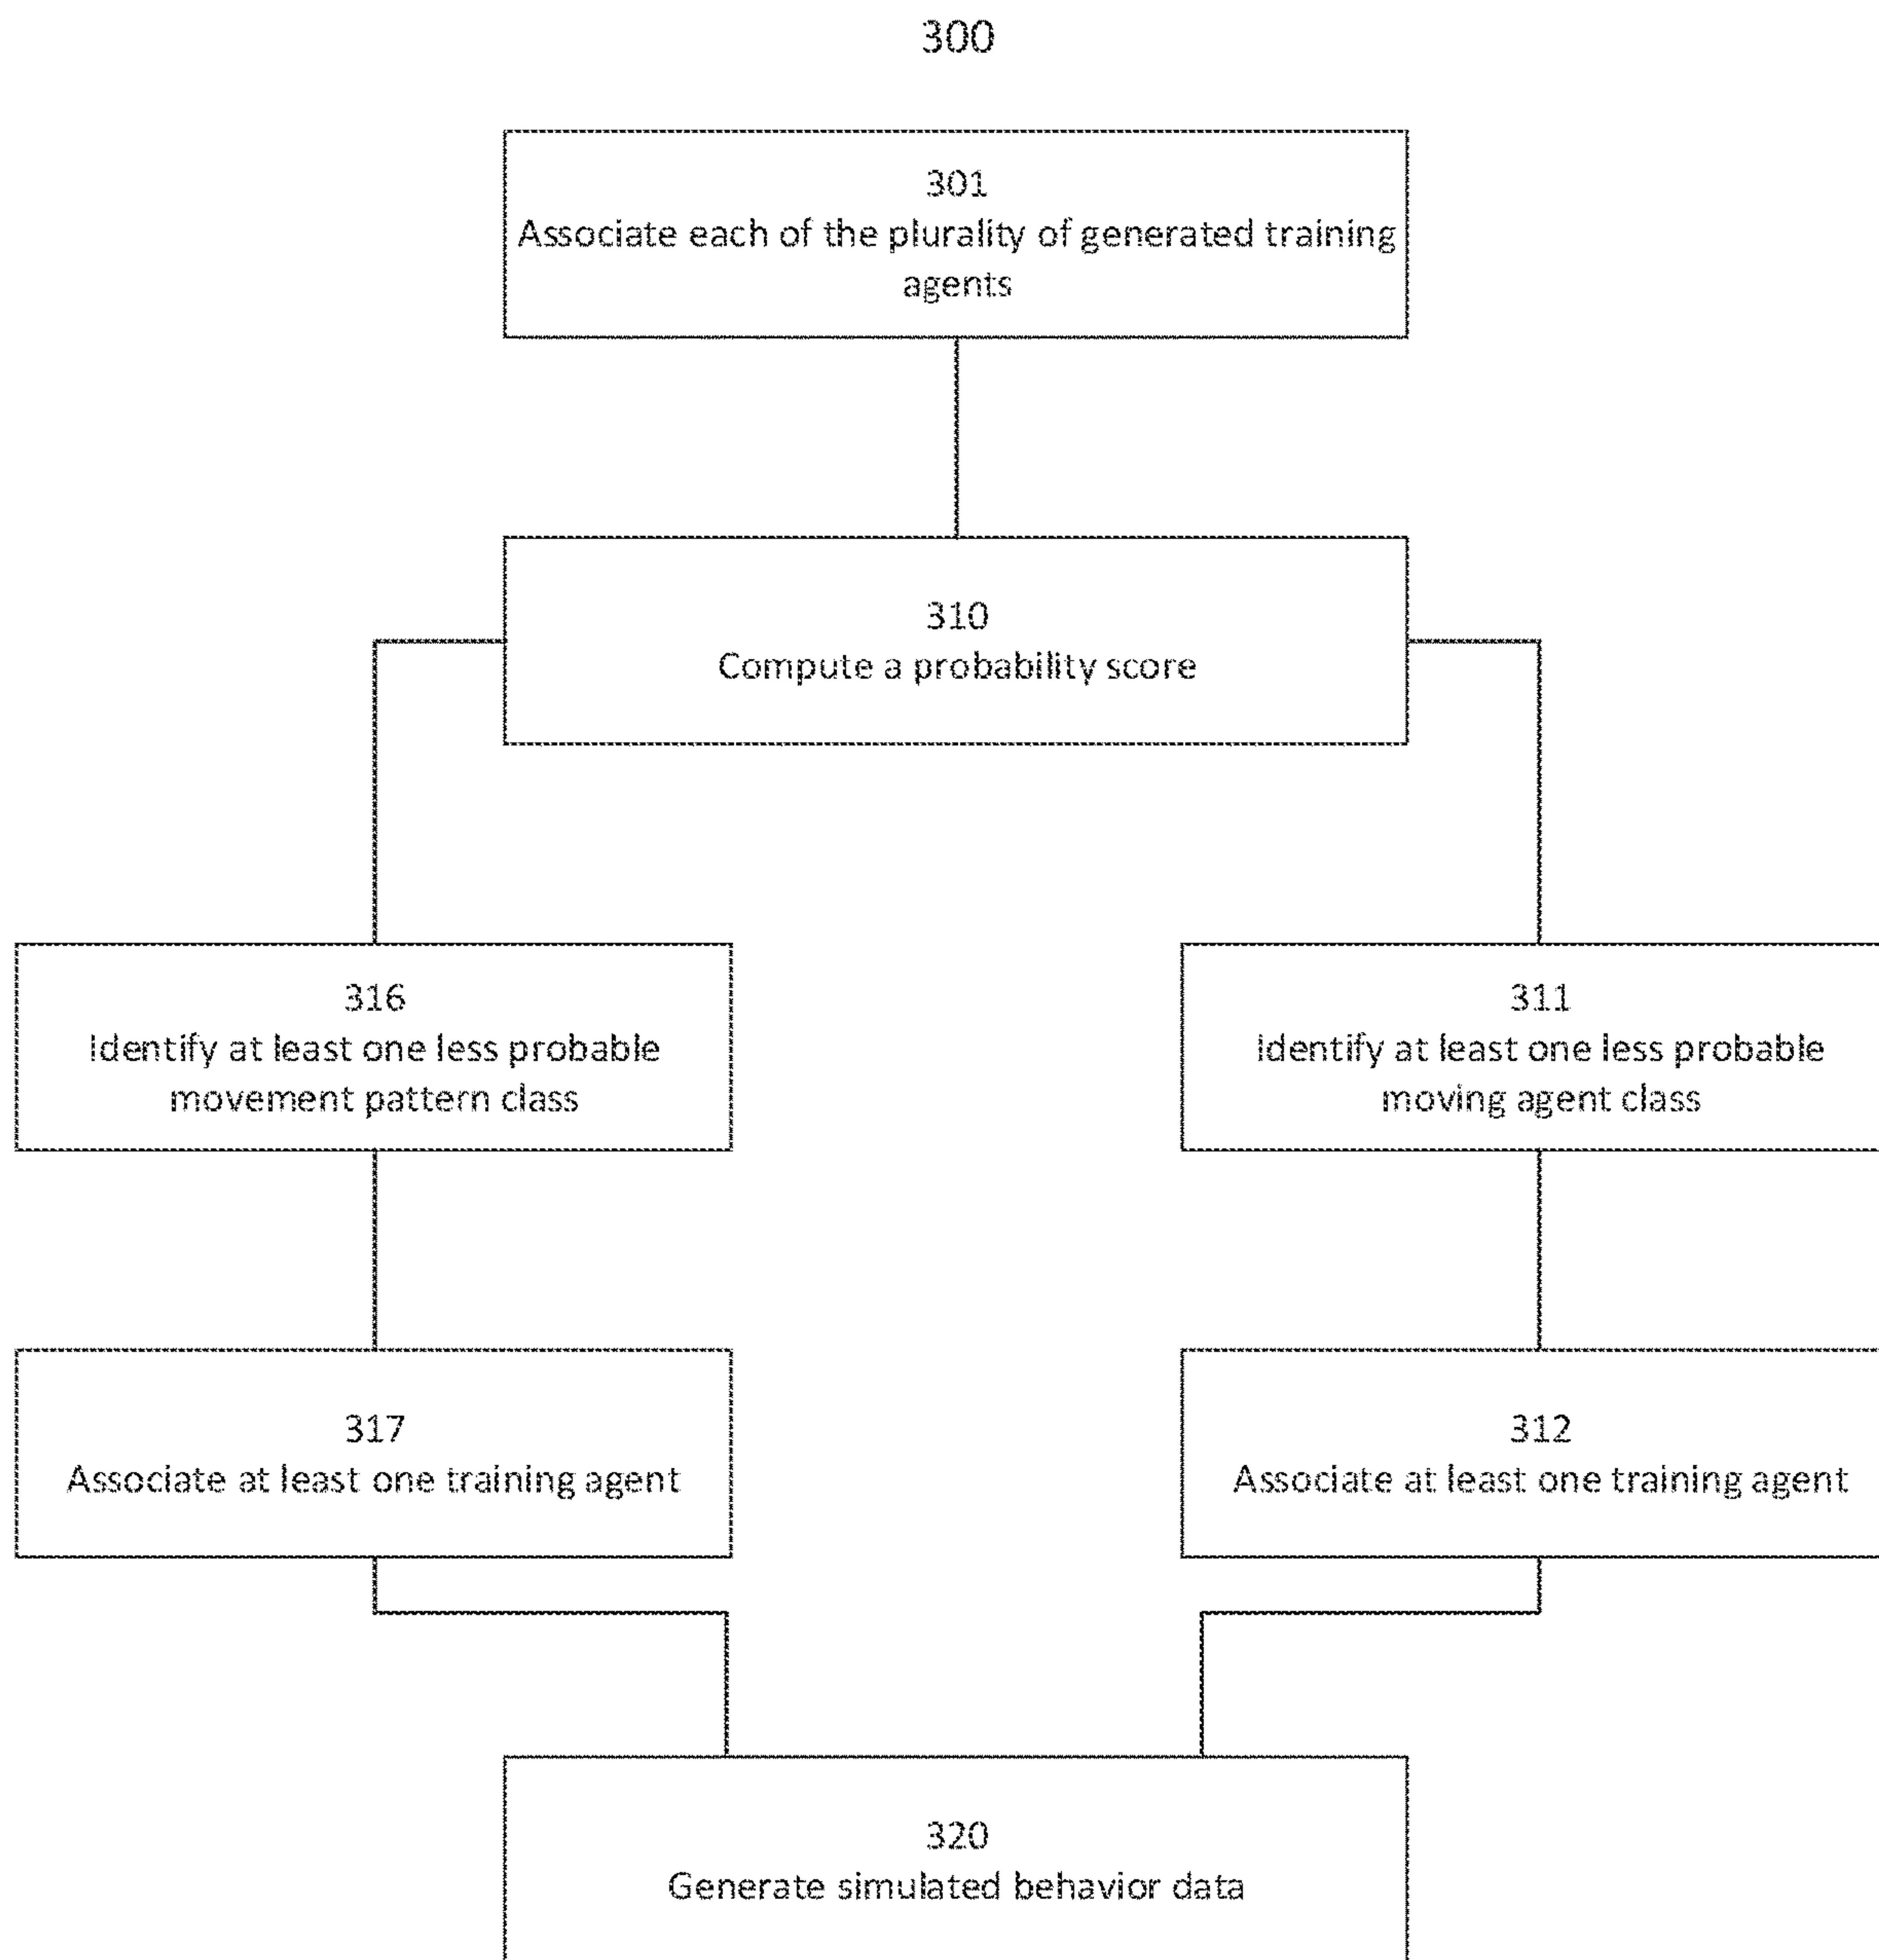 300
301
Associate each of the plurality of generated training
agents
310
Compute a probability score
316
Identify at least one less probable
movement pattern class
311
Identify at least one less probable
moving agent class
317
Associate at least one training agent
312
Associate at least one training agent
320
Generate simulated behavior data